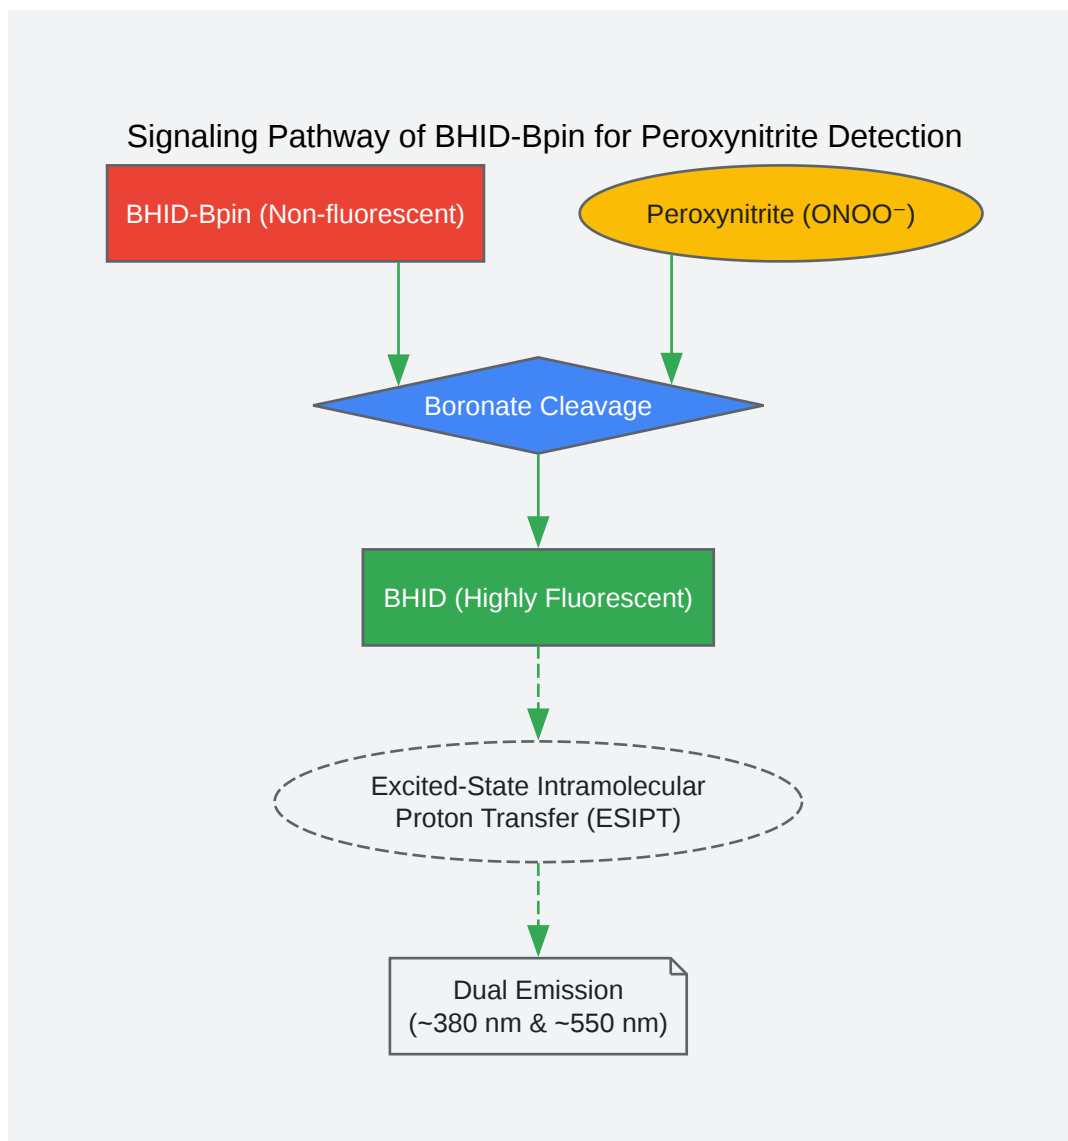 Signaling Pathway of BHID-Bpin for Peroxynitrite Detection
BHID-Bpin (Non-fluorescent)
Peroxynitrite (ONOO⁻)
Boronate Cleavage
BHID (Highly Fluorescent)
Excited-State Intramolecular
Proton Transfer (ESIPT)
Dual Emission
(~380 nm & ~550 nm)